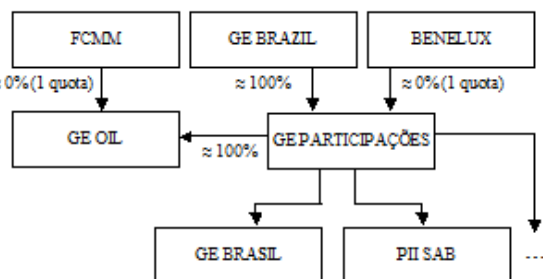 FCMM
GE BRAZIL
BENELUX
≈ 0% (1 quota)
≈ 100%
≈ 0% (1 quota)
GE OIL
≈ 100%
GE PARTICIPAÇÕES
GE BRASIL
PII SAB
...